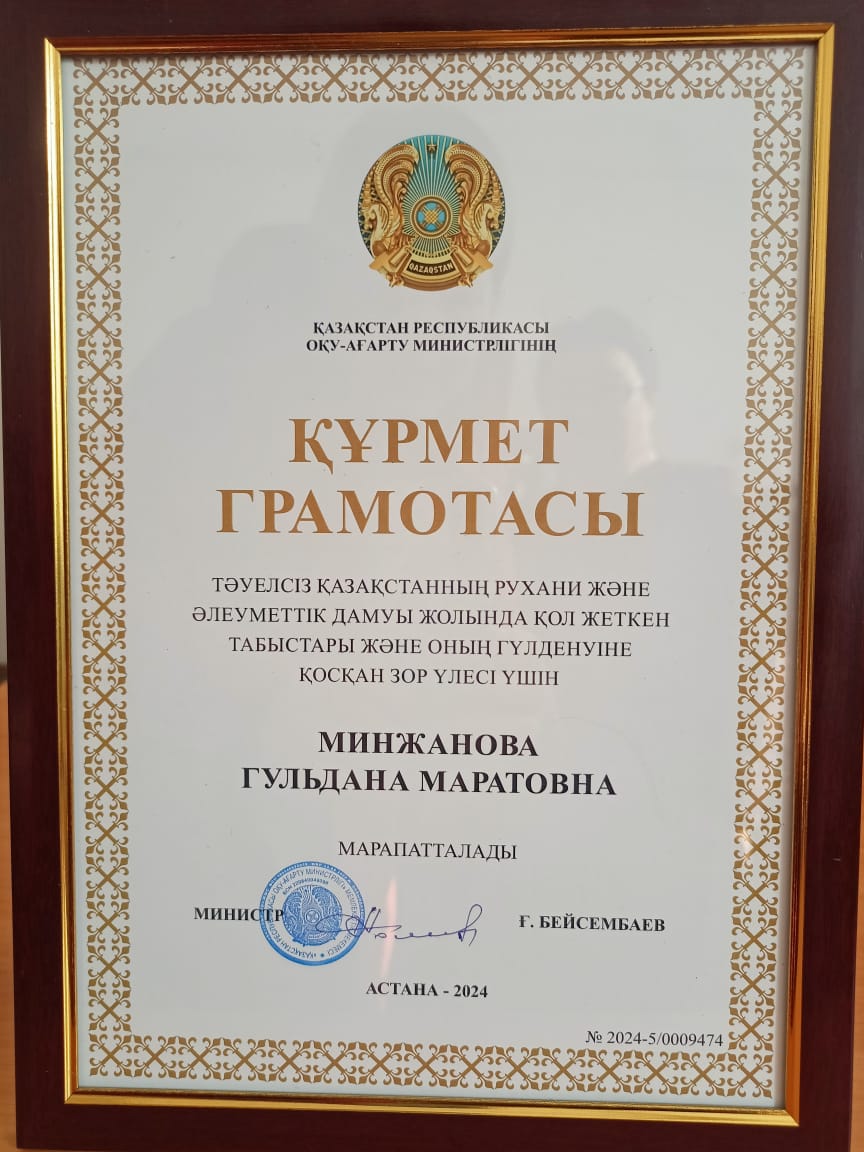 QAZAQSTAN
ҚАЗАҚСТАН РЕСПУБЛИКАСЫ
ОҚУ-АҒАРТУ МИНИСТРЛІГІНІҢ
ҚҰРМЕТ
ГРАМОТАСЫ
ТӘУЕЛСІЗ ҚАЗАҚСТАННЫҢ РУХАНИ ЖӘНЕ
ӘЛЕУМЕТТІК ДАМУЫ ЖОЛЫНДА ҚОЛ ЖЕТКЕН
ТАБЫСТАРЫ ЖӘНЕ ОНЫҢ ГҮЛДЕНУІНЕ
ҚОСҚАН ЗОР ҮЛЕСІ ҮШІН
МИНЖАНОВА
ГУЛЬДАНА МАРАТОВНА
МАРАПАТТАЛАДЫ
МИНИСТР Ғ. БЕЙСЕМБАЕВ
АСТАНА - 2024
№ 2024-5/0009474